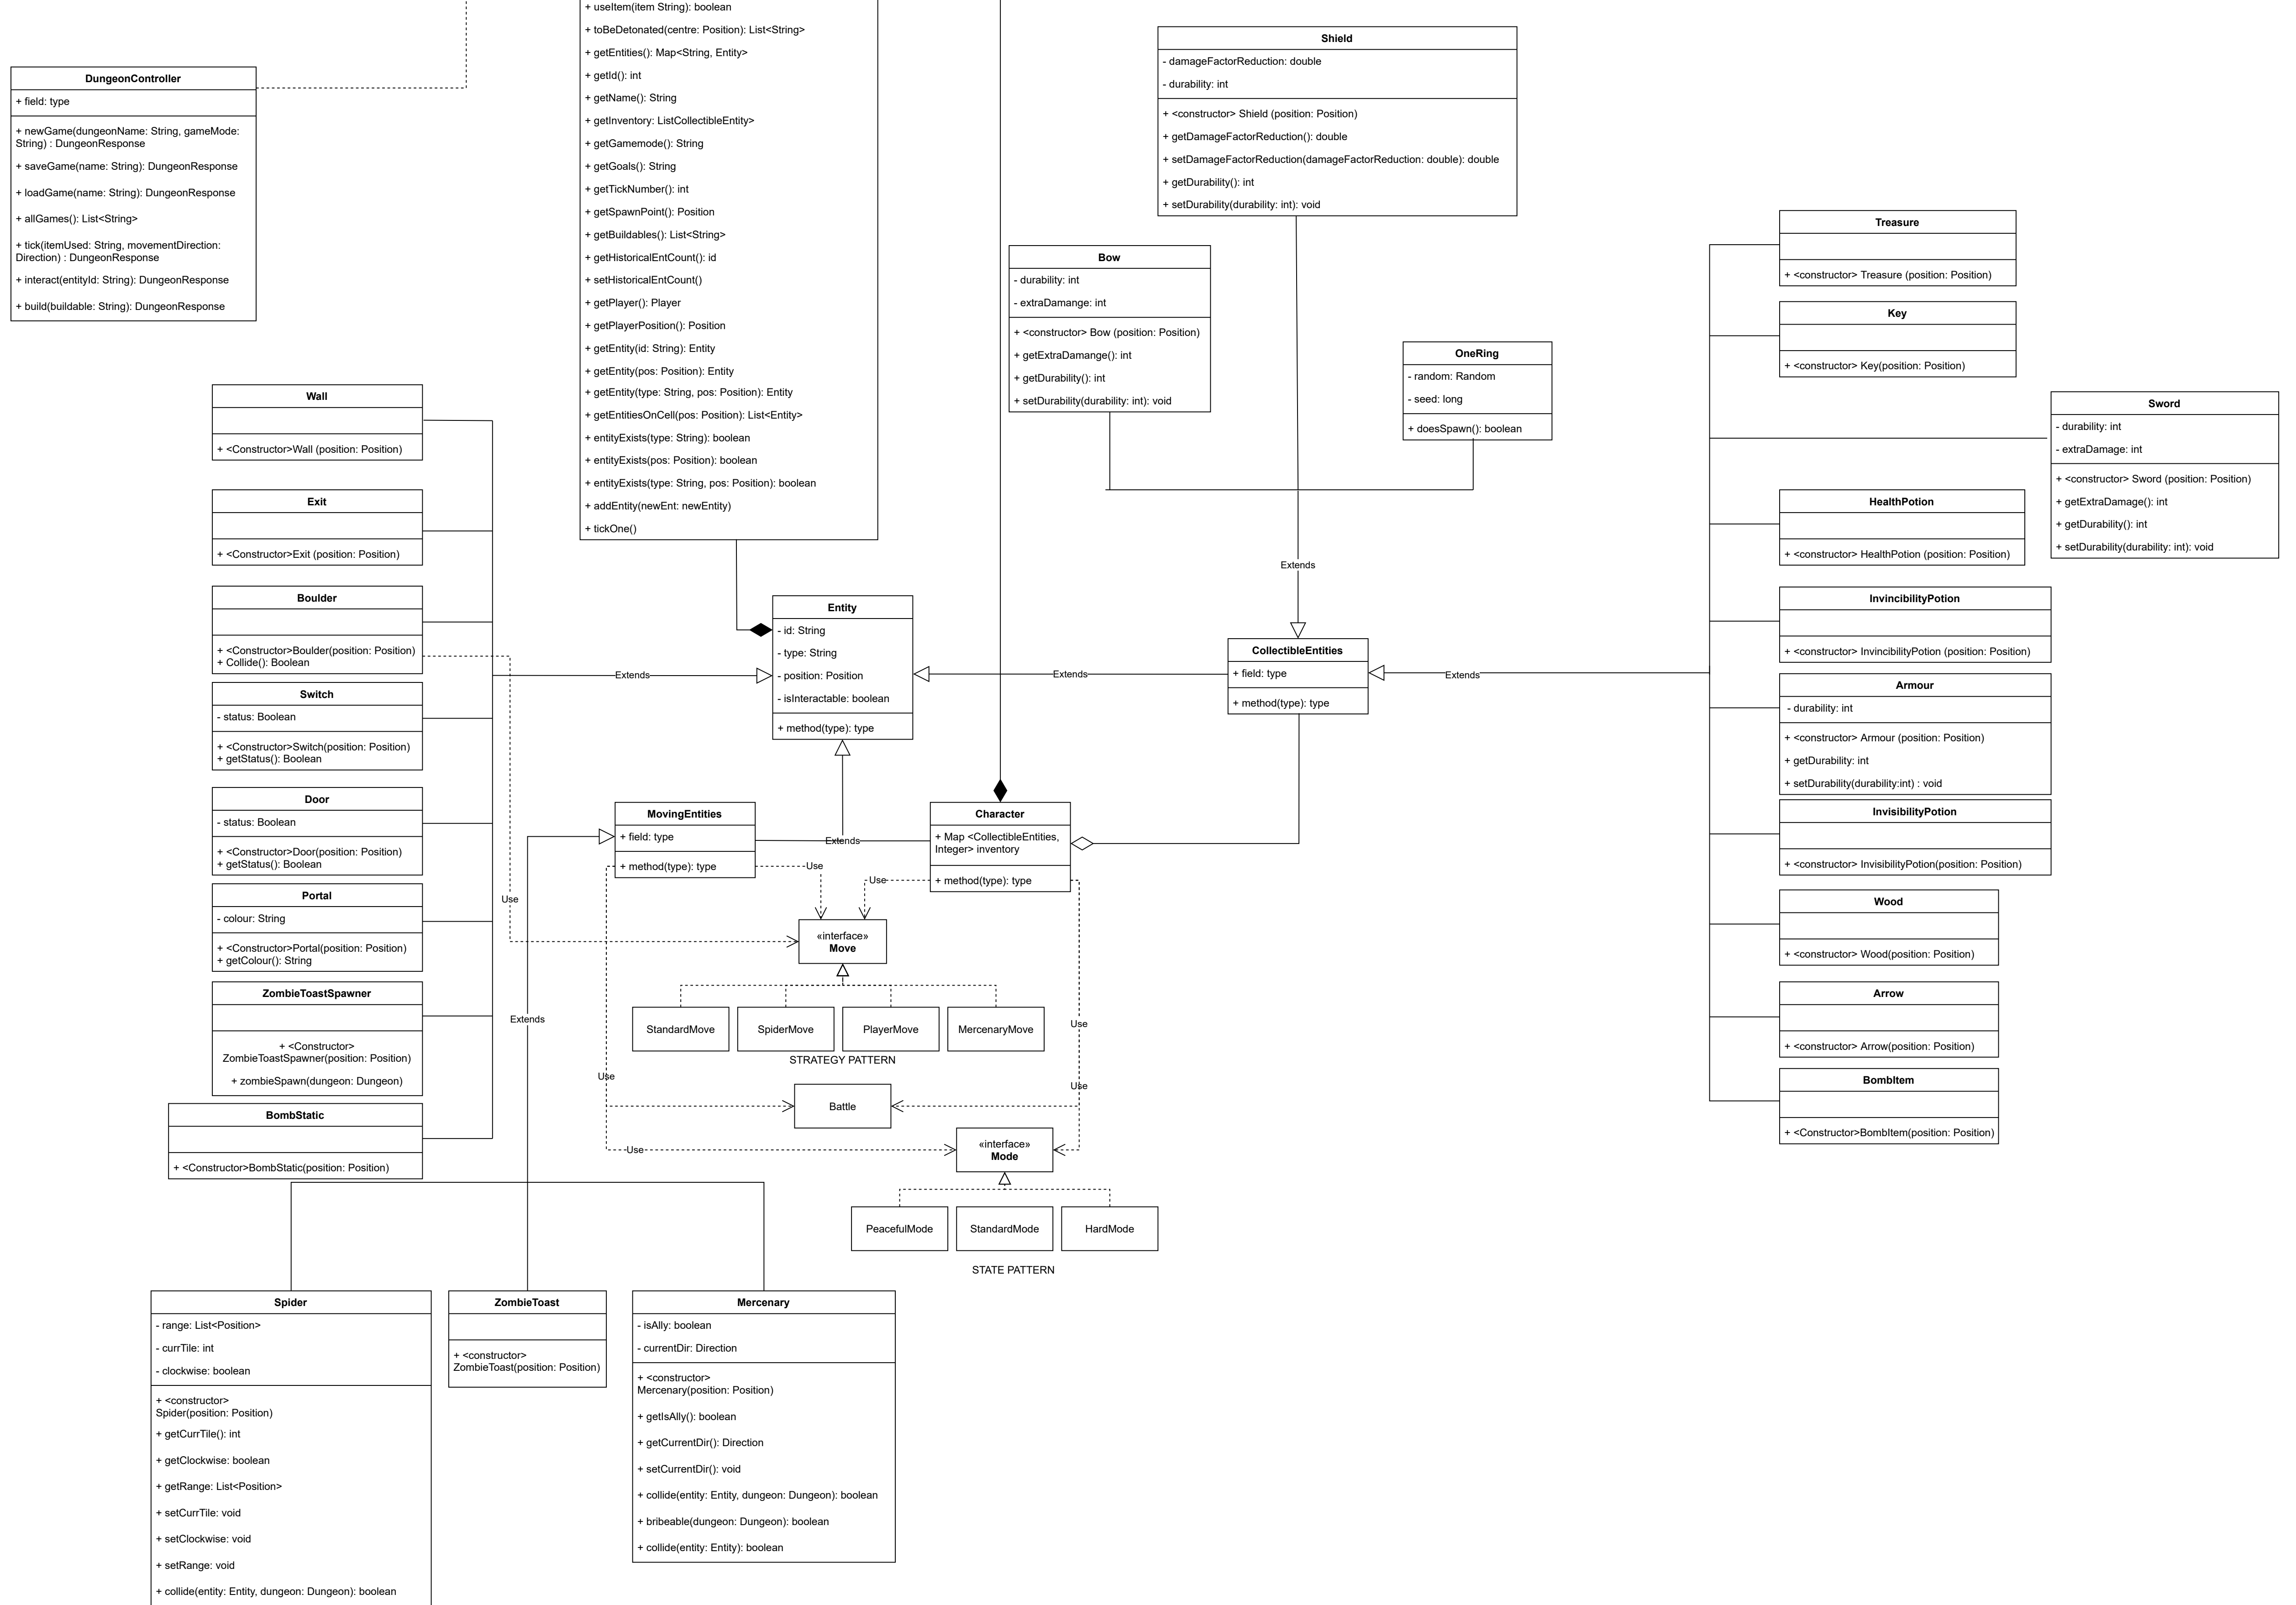 + useItem(item String): boolean
+ toBeDetonated(centre: Position): List<String>
+ getEntities(): Map<String, Entity>
+ getId(): int
+ getName(): String
+ getInventory: ListCollectibleEntity>
+ getGamemode(): String
+ getGoals(): String
+ getTickNumber(): int
+ getSpawnPoint(): Position
+ getBuildables(): List<String>
+ getHistoricalEntCount(): id
+ setHistoricalEntCount()
+ getPlayer(): Player
+ getPlayerPosition(): Position
+ getEntity(id: String): Entity
+ getEntity(pos: Position): Entity
+ getEntity(type: String, pos: Position): Entity
+ getEntitiesOnCell(pos: Position): List<Entity>
+ entityExists(type: String): boolean
+ entityExists(pos: Position): boolean
+ entityExists(type: String, pos: Position): boolean
+ addEntity(newEnt: newEntity)
+ tickOne()
DungeonController
+ field: type
+ newGame(dungeonName: String, gameMode:
String) : DungeonResponse
+ saveGame(name: String): DungeonResponse
+ loadGame(name: String): DungeonResponse
+ allGames(): List<String>
+ tick(itemUsed: String, movementDirection:
Direction) : DungeonResponse
+ interact(entityId: String): DungeonResponse
+ build(buildable: String): DungeonResponse
Shield
- damageFactorReduction: double
- durability: int
+ <constructor> Shield (position: Position)
+ getDamageFactorReduction(): double
+ setDamageFactorReduction(damageFactorReduction: double): double
+ getDurability(): int
+ setDurability(durability: int): void
Bow
- durability: int
- extraDamange: int
+ <constructor> Bow (position: Position)
+ getExtraDamange(): int
+ getDurability(): int
+ setDurability(durability: int): void
OneRing
- random: Random
- seed: long
+ doesSpawn(): boolean
Treasure
+ <constructor> Treasure (position: Position)
Key
+ <constructor> Key(position: Position)
Sword
- durability: int
- extraDamage: int
+ <constructor> Sword (position: Position)
+ getExtraDamage(): int
+ getDurability(): int
+ setDurability(durability: int): void
HealthPotion
+ <constructor> HealthPotion (position: Position)
InvincibilityPotion
+ <constructor> InvincibilityPotion (position: Position)
Armour
- durability: int
+ <constructor> Armour (position: Position)
+ getDurability: int
+ setDurability(durability:int) : void
InvisibilityPotion
+ <constructor> InvisibilityPotion(position: Position)
Wood
+ <constructor> Wood(position: Position)
Arrow
+ <constructor> Arrow(position: Position)
BombItem
+ <Constructor>BombItem(position: Position)
Wall
+ <Constructor>Wall (position: Position)
Exit
+ <Constructor>Exit (position: Position)
Boulder
+ <Constructor>Boulder(position: Position)
+ Collide(): Boolean
Switch
- status: Boolean
+ <Constructor>Switch(position: Position)
+ getStatus(): Boolean
Door
- status: Boolean
+ <Constructor>Door(position: Position)
+ getStatus(): Boolean
Portal
- colour: String
+ <Constructor>Portal(position: Position)
+ getColour(): String
ZombieToastSpawner
+ <Constructor>
ZombieToastSpawner(position: Position)
+ zombieSpawn(dungeon: Dungeon)
BombStatic
+ <Constructor>BombStatic(position: Position)
Entity
- id: String
- type: String
- position: Position
- isInteractable: boolean
+ method(type): type
Extends
Extends
Extends
Extends
CollectibleEntities
+ field: type
+ method(type): type
MovingEntities
+ field: type
+ method(type): type
Extends
Character
+ Map <CollectibleEntities,
Integer> inventory
+ method(type): type
Use
Use
Use
«interface»
Move
StandardMove
SpiderMove
PlayerMove
MercenaryMove
STRATEGY PATTERN
Extends
Use
Use
Use
Battle
Use
«interface»
Mode
PeacefulMode
StandardMode
HardMode
STATE PATTERN
Spider
- range: List<Position>
- currTile: int
- clockwise: boolean
+ <constructor>
Spider(position: Position)
+ getCurrTile(): int
+ getClockwise: boolean
+ getRange: List<Position>
+ setCurrTile: void
+ setClockwise: void
+ setRange: void
+ collide(entity: Entity, dungeon: Dungeon): boolean
ZombieToast
+ <constructor>
ZombieToast(position: Position)
Mercenary
- isAlly: boolean
- currentDir: Direction
+ <constructor>
Mercenary(position: Position)
+ getIsAlly(): boolean
+ getCurrentDir(): Direction
+ setCurrentDir(): void
+ collide(entity: Entity, dungeon: Dungeon): boolean
+ bribeable(dungeon: Dungeon): boolean
+ collide(entity: Entity): boolean